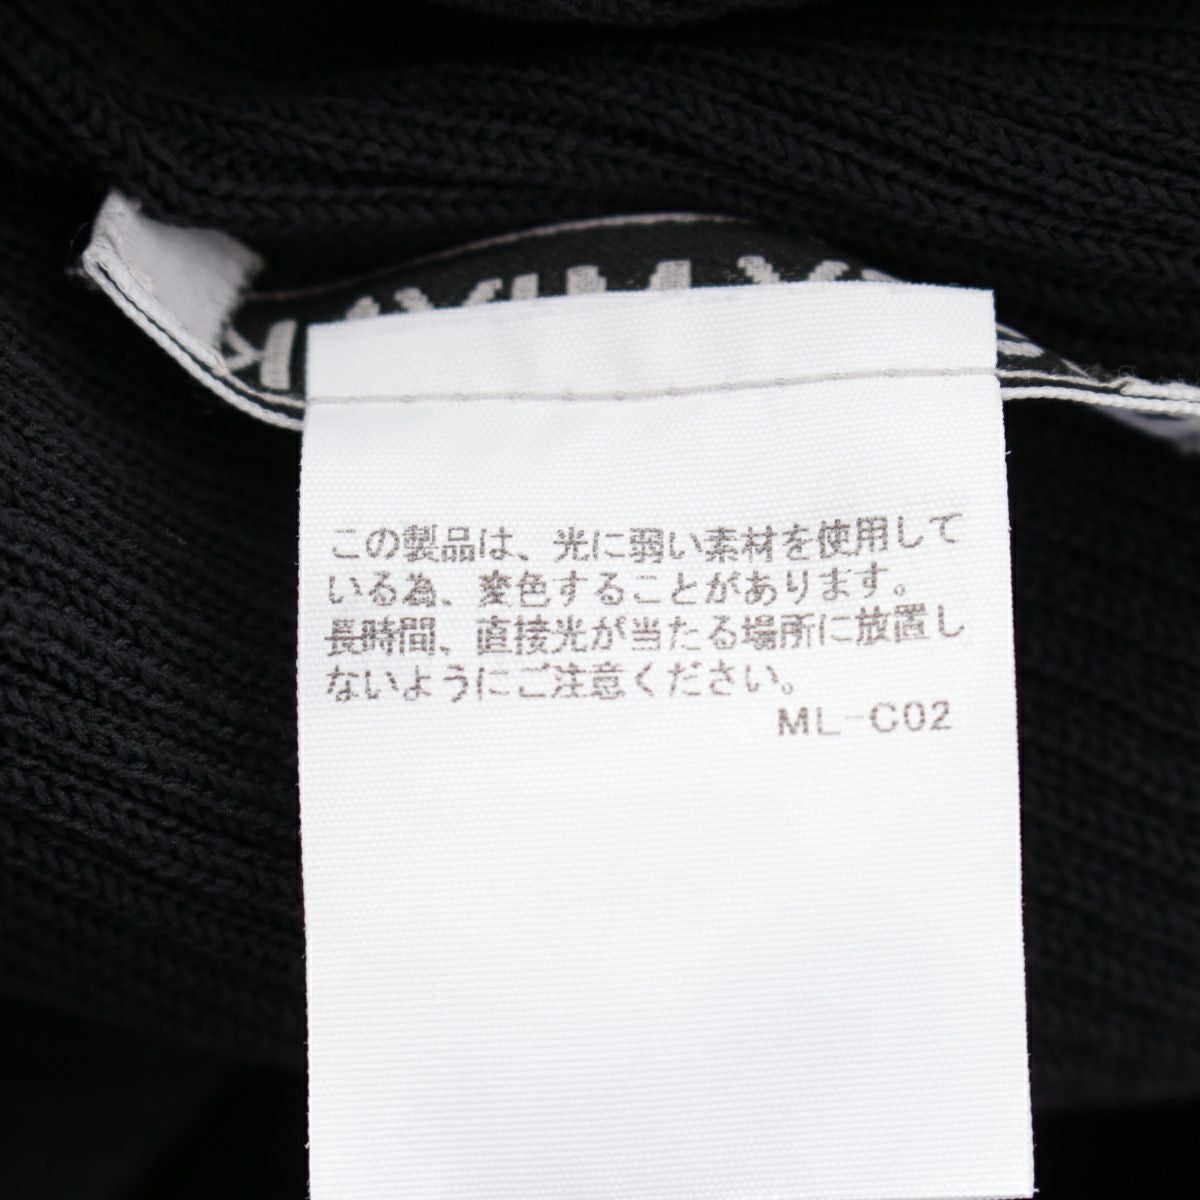 この製品は、光に弱い素材を使用して
いる為、変色することがあります。
長時間、直接光が当たる場所に放置し
ないようにご注意ください。
ML-C02